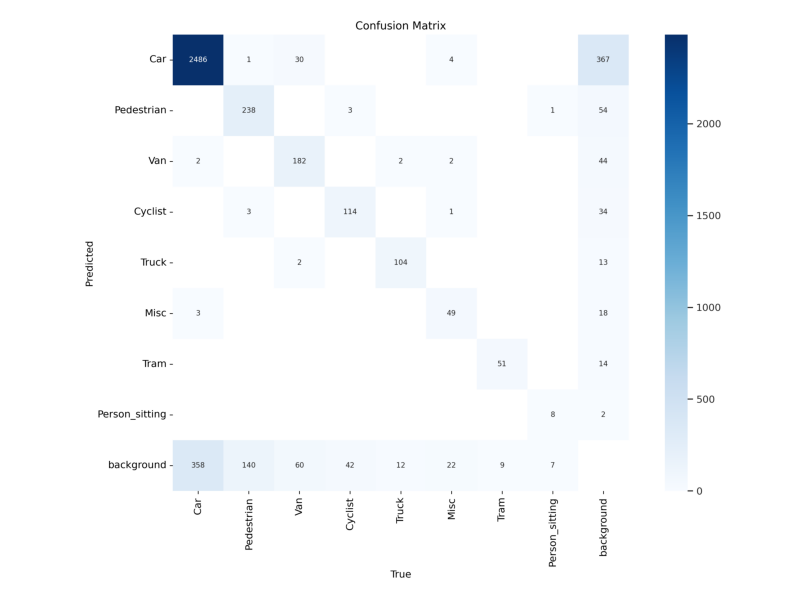 Confusion Matrix
Car 2486 1 30 4 367
Pedestrian 238 3 1 54
Van 2 182 2 2 44
Cyclist 3 114 1 34
Truck 2 104 13
Misc 3 49 18
Tram 51 14
Person_sitting 8 2
background 358 140 60 42 12 22 9 7
Car Pedestrian Van Cyclist Truck Misc Tram Person_sitting background
True
Predicted
2000
1500
1000
500
0